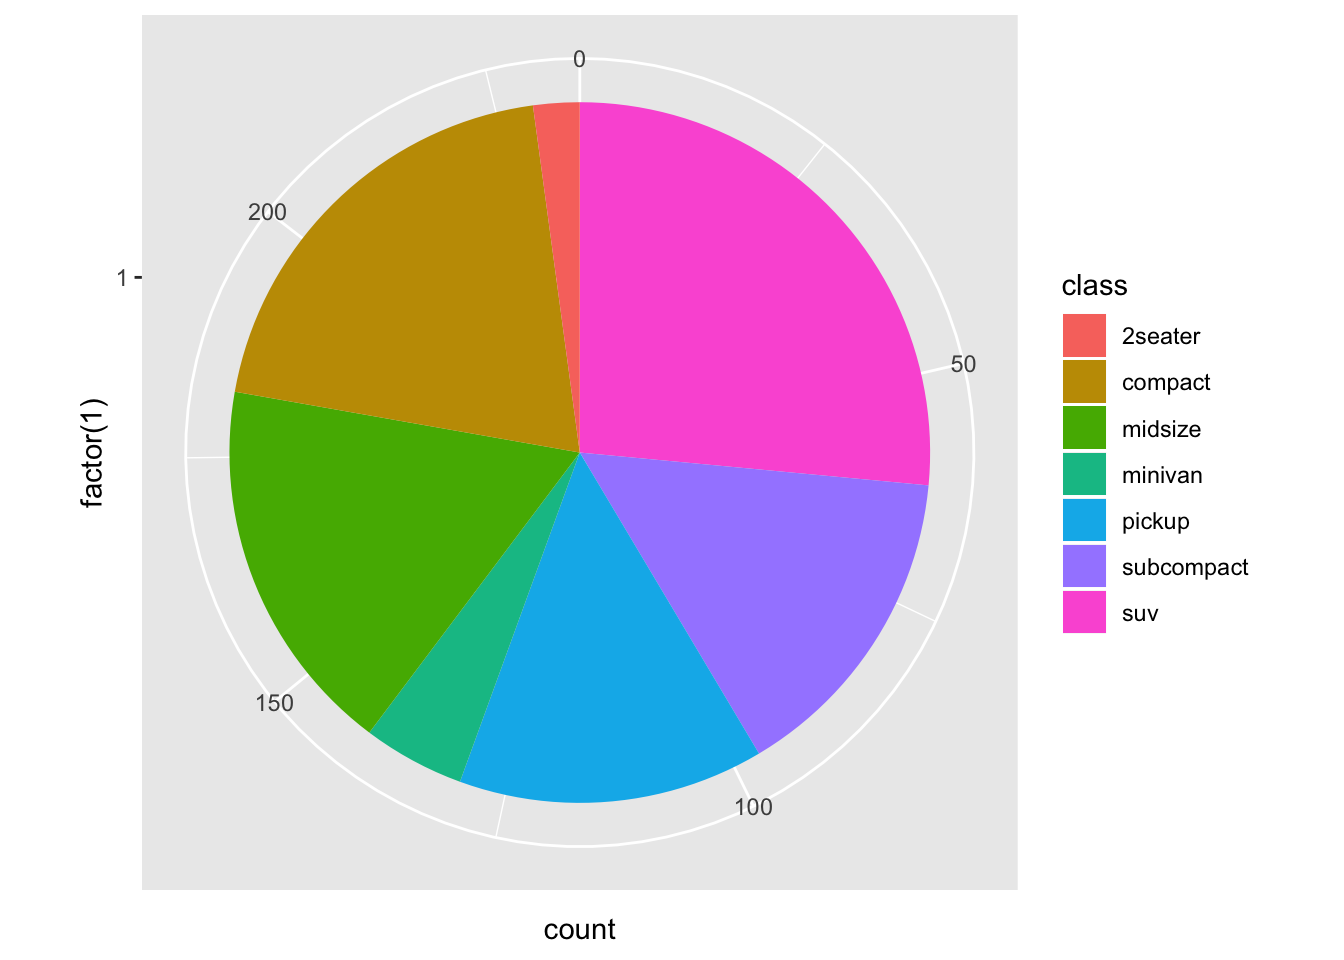 0
50
100
150
200
1
factor(1)
count
class
2seater
compact
midsize
minivan
pickup
subcompact
suv